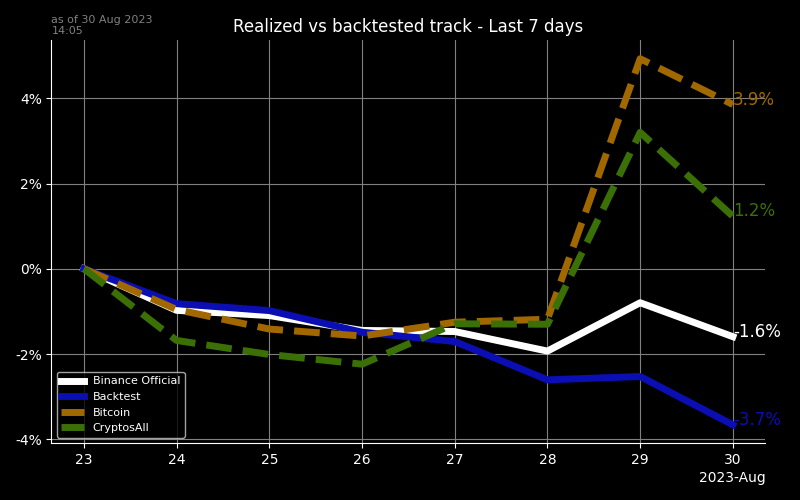 as of 30 Aug 2023
14:05
Realized vs backtested track - Last 7 days
4%
2%
0%
-2%
-4%
3.9%
1.2%
-1.6%
-3.7%
Binance Official
Backtest
Bitcoin
CryptosAll
23 24 25 26 27 28 29 30
2023-Aug